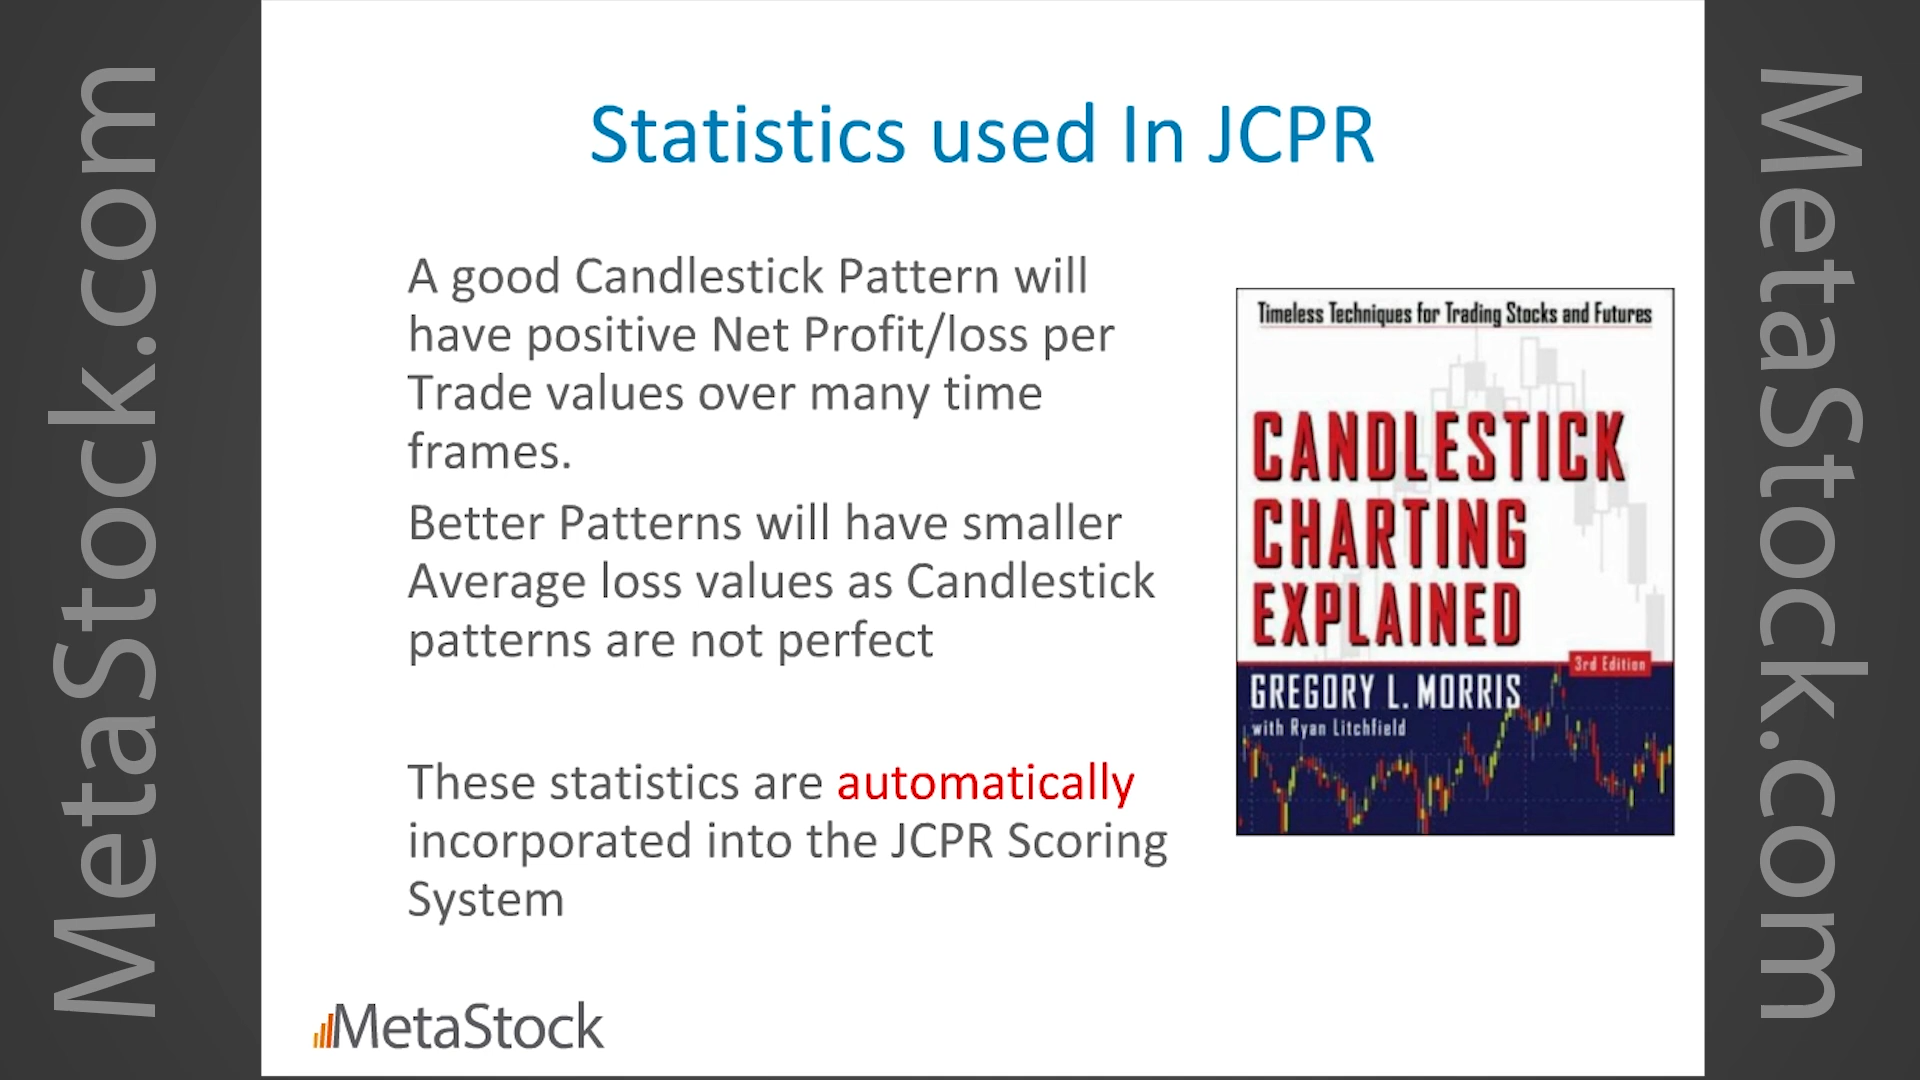 MetaStock.com
Statistics used In JCPR
A good Candlestick Pattern will
have positive Net Profit/loss per
Trade values over many time
frames.
Better Patterns will have smaller
Average loss values as Candlestick
patterns are not perfect
These statistics are automatically
incorporated into the JCPR Scoring
System
Timeless Techniques for Trading Stocks and Futures
CANDLESTICK
CHARTING
EXPLAINED
3rd Edition
GREGORY L. MORRIS
with Ryan Litchfield
MetaStock
MetaStock.com